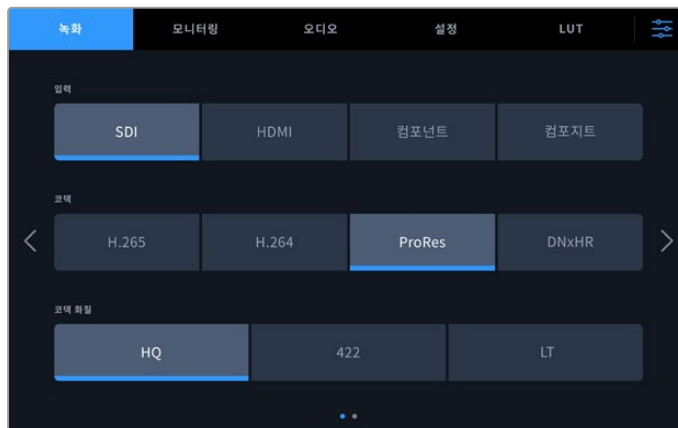 녹화 모니터링 오디오 설정 LUT
입력
SDI HDMI 컴포넌트 컴포지트
코덱
H.265 H.264 ProRes DNxHR
코덱 화질
HQ 422 LT